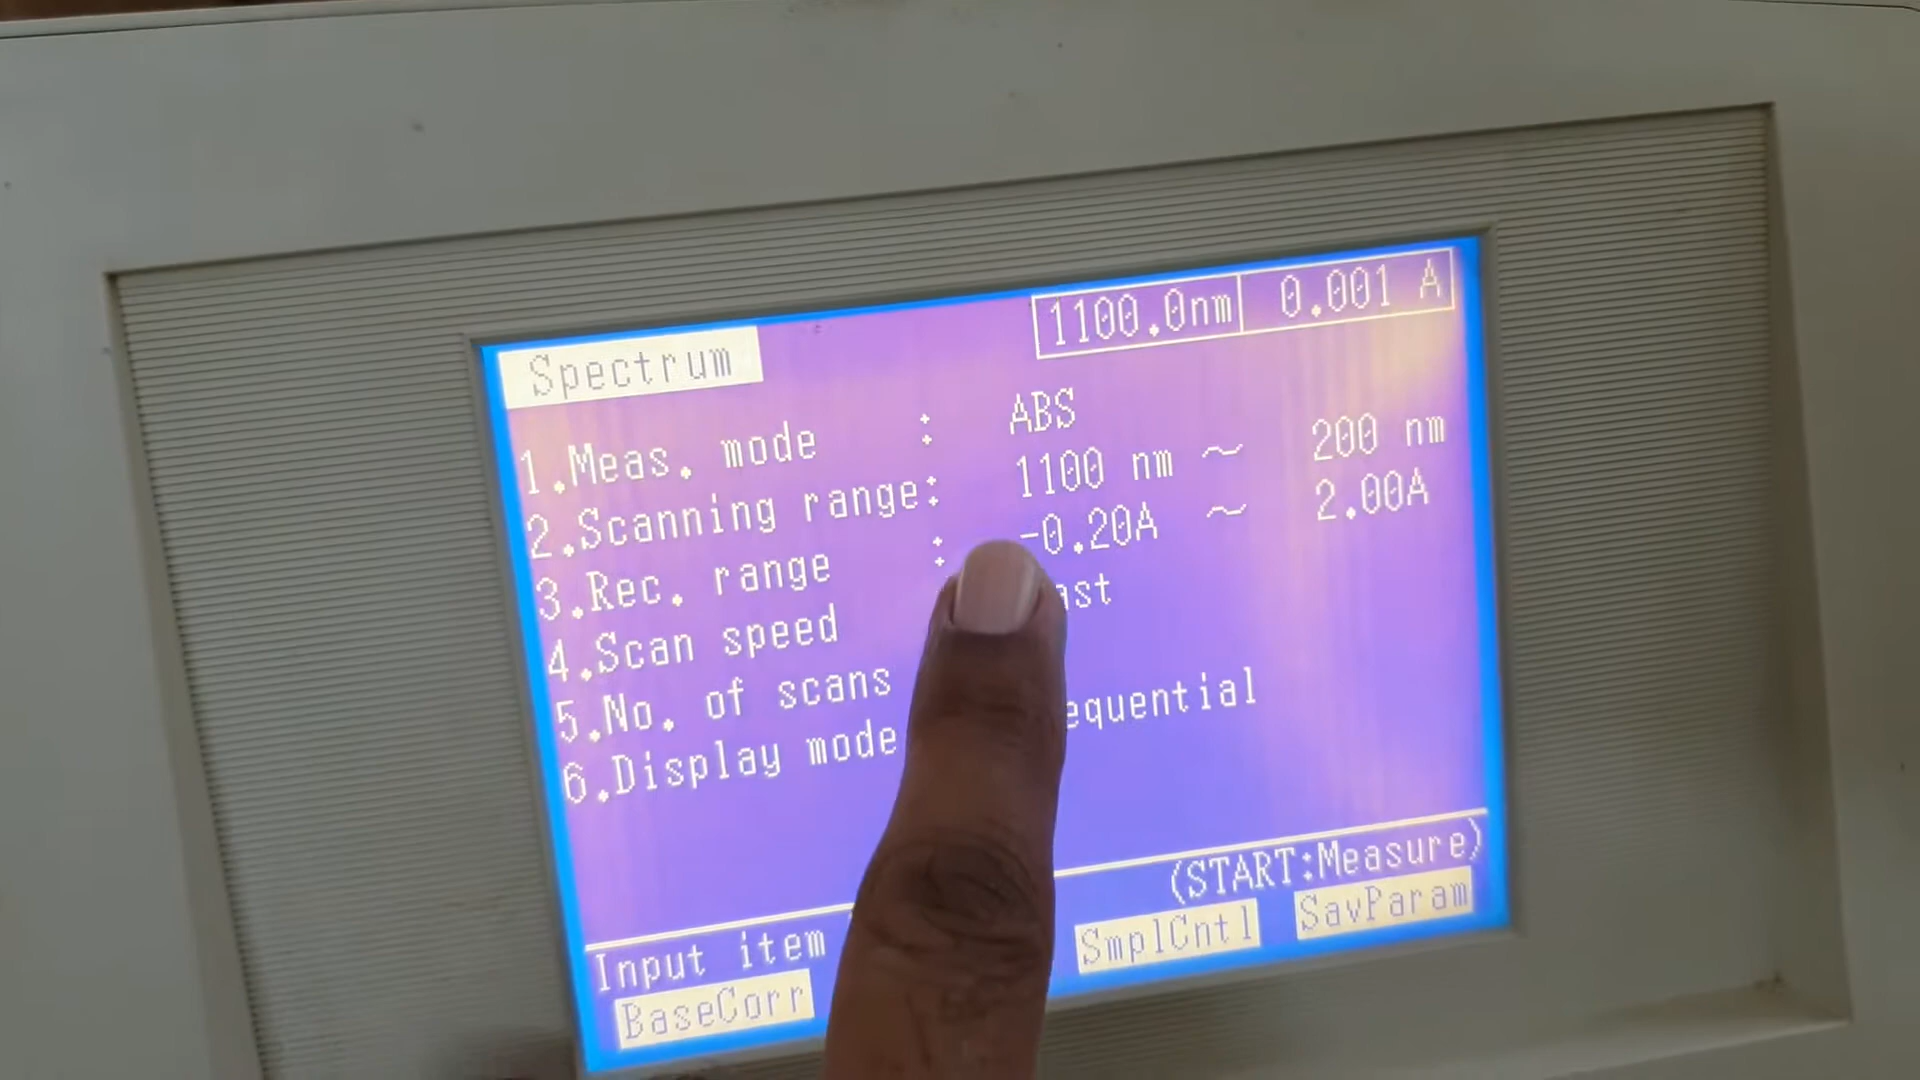 Spectrum 1100.0nm 0.001 A
1.Meas. mode : ABS
2.Scanning range: 1100 nm ~ 200 nm
3.Rec. range : -0.20A ~ 2.00A
4.Scan speed
5.No. of scans
6.Display mode
Input item (START:Measure)
BaseCorr SmplCntl SavParam